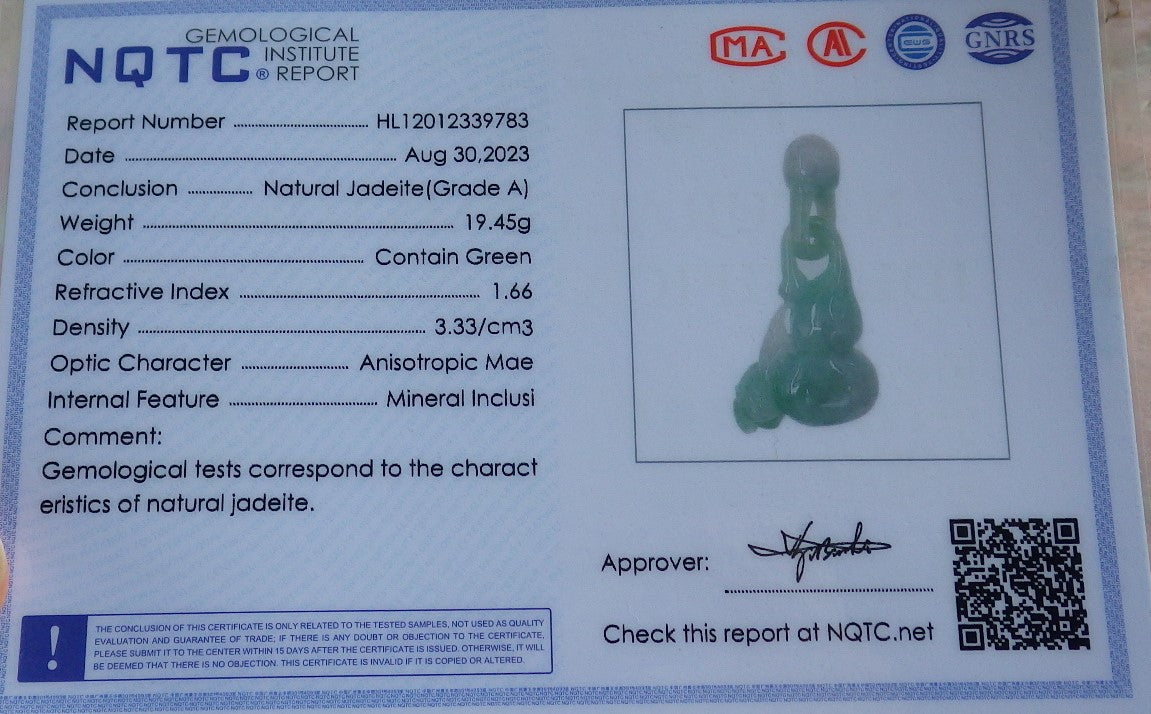 NQTC® GEMOLOGICAL
INSTITUTE
REPORT
MA
GNRS
Report Number ........ HL12012339783
Date ........ Aug 30,2023
Conclusion ........ Natural Jadeite(Grade A)
Weight ........ 19.45g
Color ........ Contain Green
Refractive Index ........ 1.66
Density ........ 3.33/cm3
Optic Character ........ Anisotropic Mae
Internal Feature ........ Mineral Inclusi
Comment:
Gemological tests correspond to the charact
eristics of natural jadeite.
Approver:
Check this report at NQTC.net
!
THE CONCLUSION OF THIS CERTIFICATE IS ONLY RELATED TO THE TESTED SAMPLES, NOT USED AS QUALITY
EVALUATION AND GUARANTEE OF TRADE; IF THERE IS ANY DOUBT OR OBJECTION TO THE CERTIFICATE,
PLEASE SUBMIT IT TO THE CENTER WITHIN 15 DAYS AFTER THE CERTIFICATE IS ISSUED. OTHERWISE, IT WILL
BE DEEMED THAT THERE IS NO OBJECTION. THIS CERTIFICATE IS INVALID IF IT IS COPIED OR ALTERED.